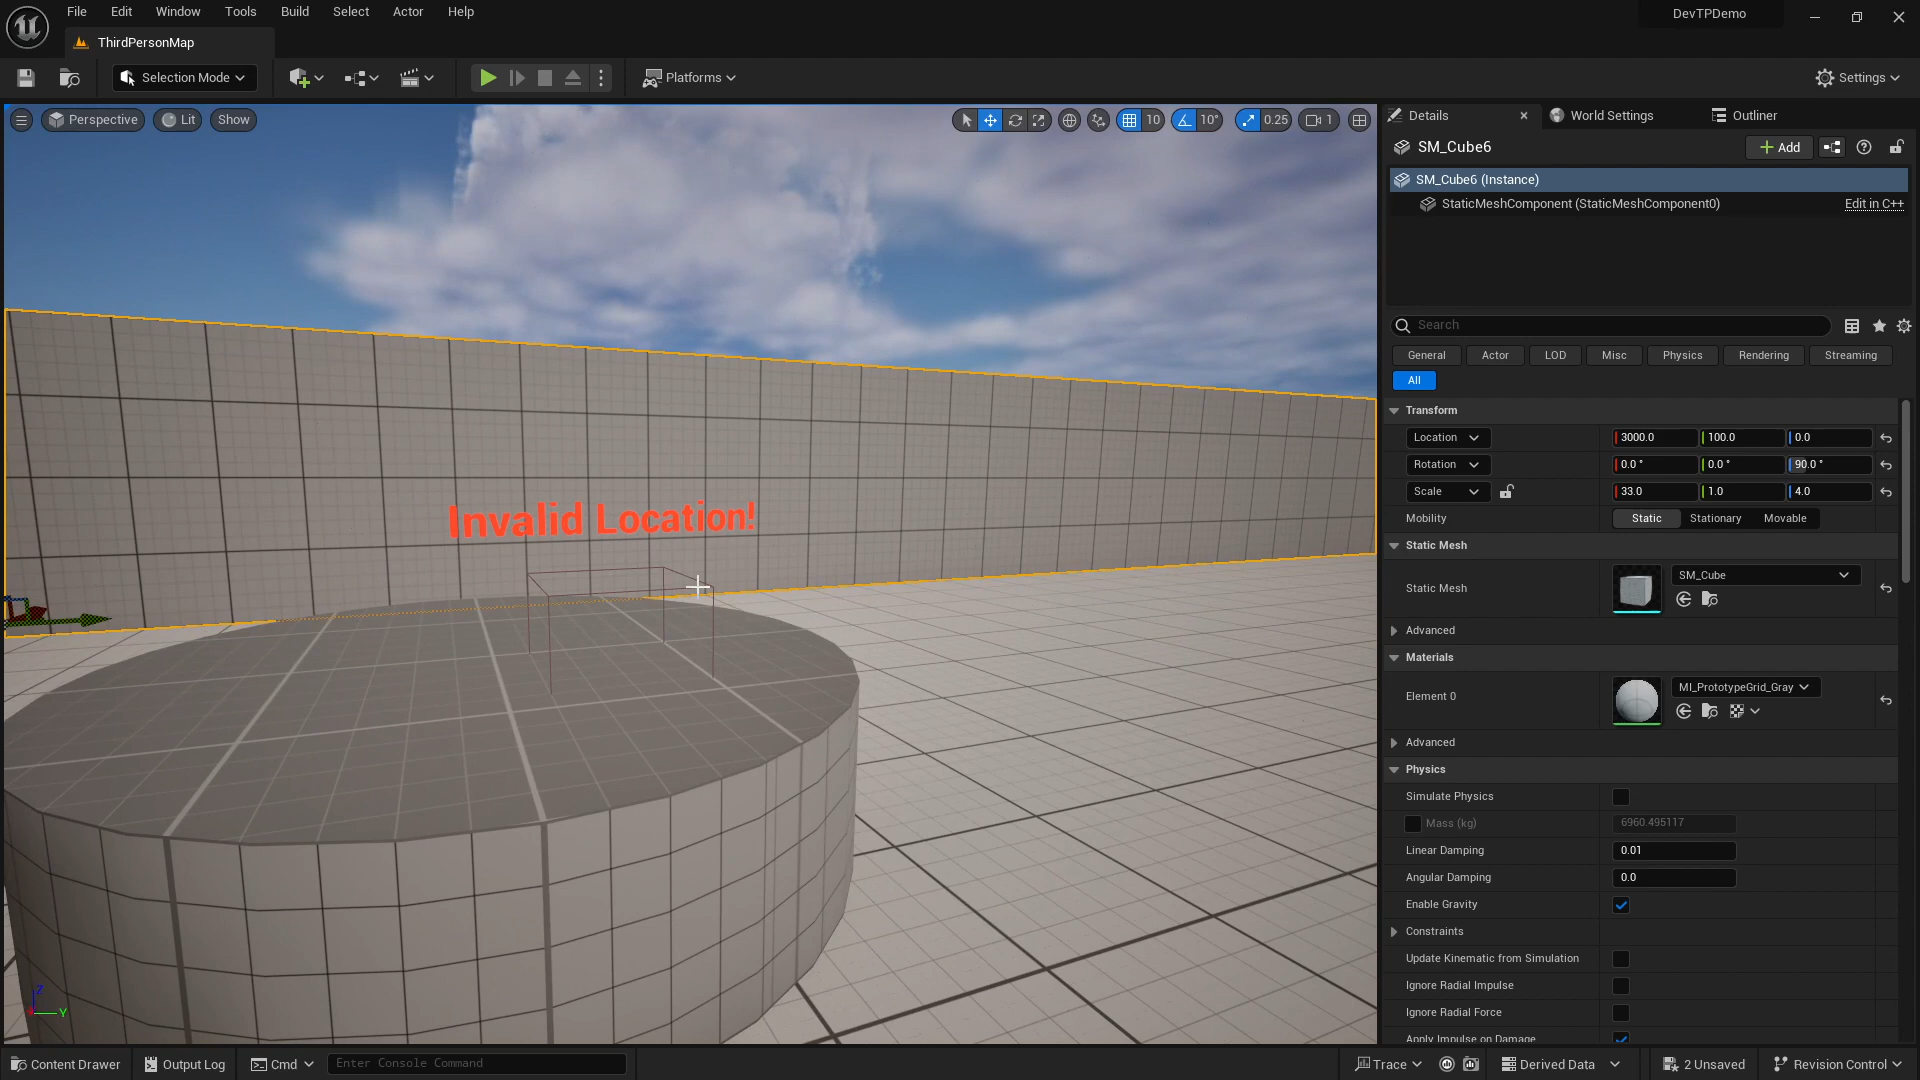 File Edit Window Tools Build Select Actor Help
DevTPDemo
ThirdPersonMap
Selection Mode
Platforms
Settings
Perspective Lit Show
10 10° 0.25 1
Details World Settings Outliner
SM_Cube6
Add
SM_Cube6 (Instance)
StaticMeshComponent (StaticMeshComponent0) Edit in C++
Search
General Actor LOD Misc Physics Rendering Streaming
All
Transform
Location 3000.0 100.0 0.0
Rotation 0.0 ° 0.0 ° 90.0 °
Scale 33.0 1.0 4.0
Mobility Static Stationary Movable
Static Mesh
Static Mesh SM_Cube
Advanced
Materials
Element 0 MI_PrototypeGrid_Gray
Advanced
Physics
Simulate Physics
Mass (kg) 6960.495117
Linear Damping 0.01
Angular Damping 0.0
Enable Gravity
Constraints
Update Kinematic from Simulation
Ignore Radial Impulse
Ignore Radial Force
Apply Impulse on Damage
Invalid Location!
Z
Y
Content Drawer Output Log Cmd Enter Console Command
Trace Derived Data 2 Unsaved Revision Control